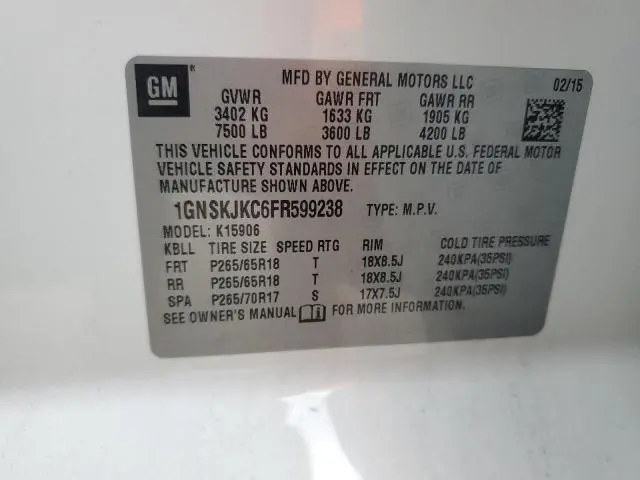 GM
MFD BY GENERAL MOTORS LLC 02/15
GVWR GAWR FRT GAWR RR
3402 KG 1633 KG 1905 KG
7500 LB 3600 LB 4200 LB
THIS VEHICLE CONFORMS TO ALL APPLICABLE U.S. FEDERAL MOTOR
VEHICLE SAFETY STANDARDS IN EFFECT ON THE DATE OF
MANUFACTURE SHOWN ABOVE.
1GNSKJKC6FR599238 TYPE: M.P.V.
MODEL: K15906
KBLL TIRE SIZE SPEED RTG RIM COLD TIRE PRESSURE
FRT P265/65R18 T 18X8.5J 240KPA(35PSI)
RR P265/65R18 T 18X8.5J 240KPA(35PSI)
SPA P265/70R17 S 17X7.5J 240KPA(35PSI)
SEE OWNER'S MANUAL FOR MORE INFORMATION.